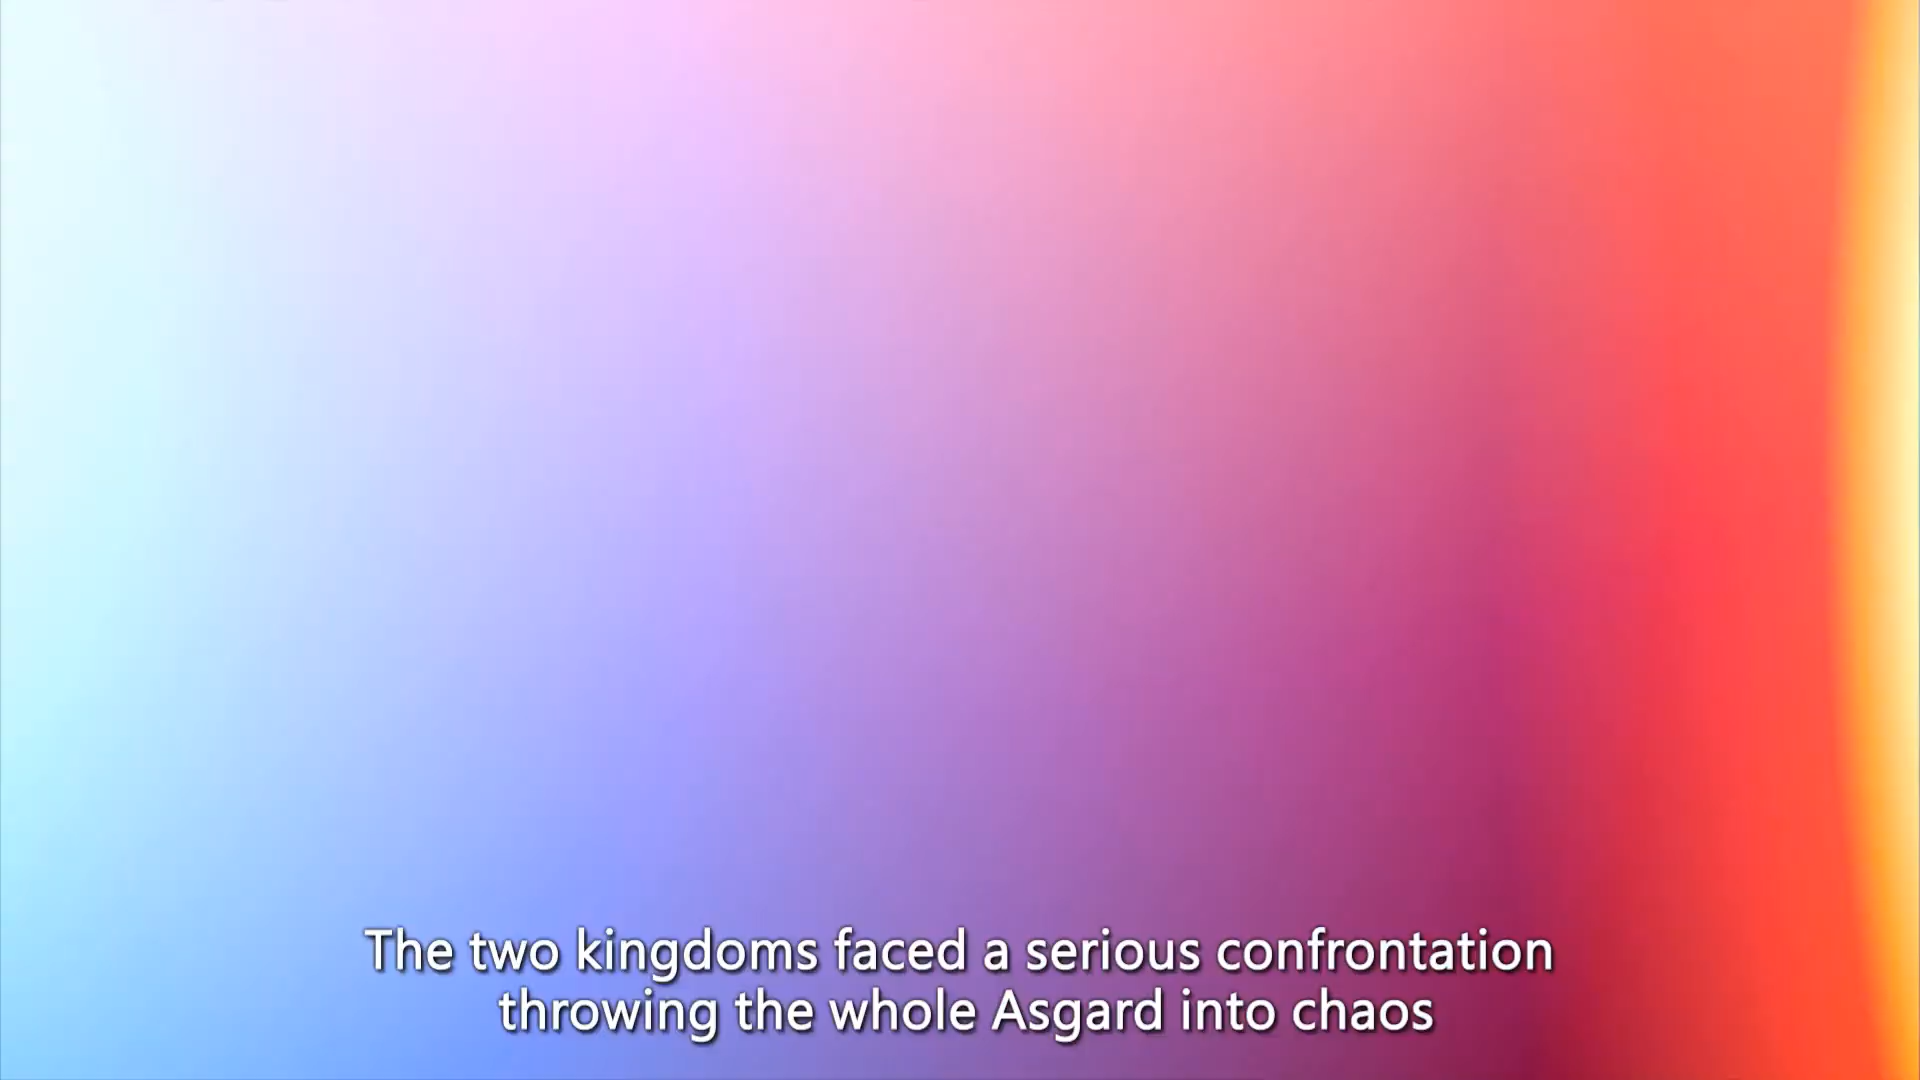 The two kingdoms faced a serious confrontation
throwing the whole Asgard into chaos